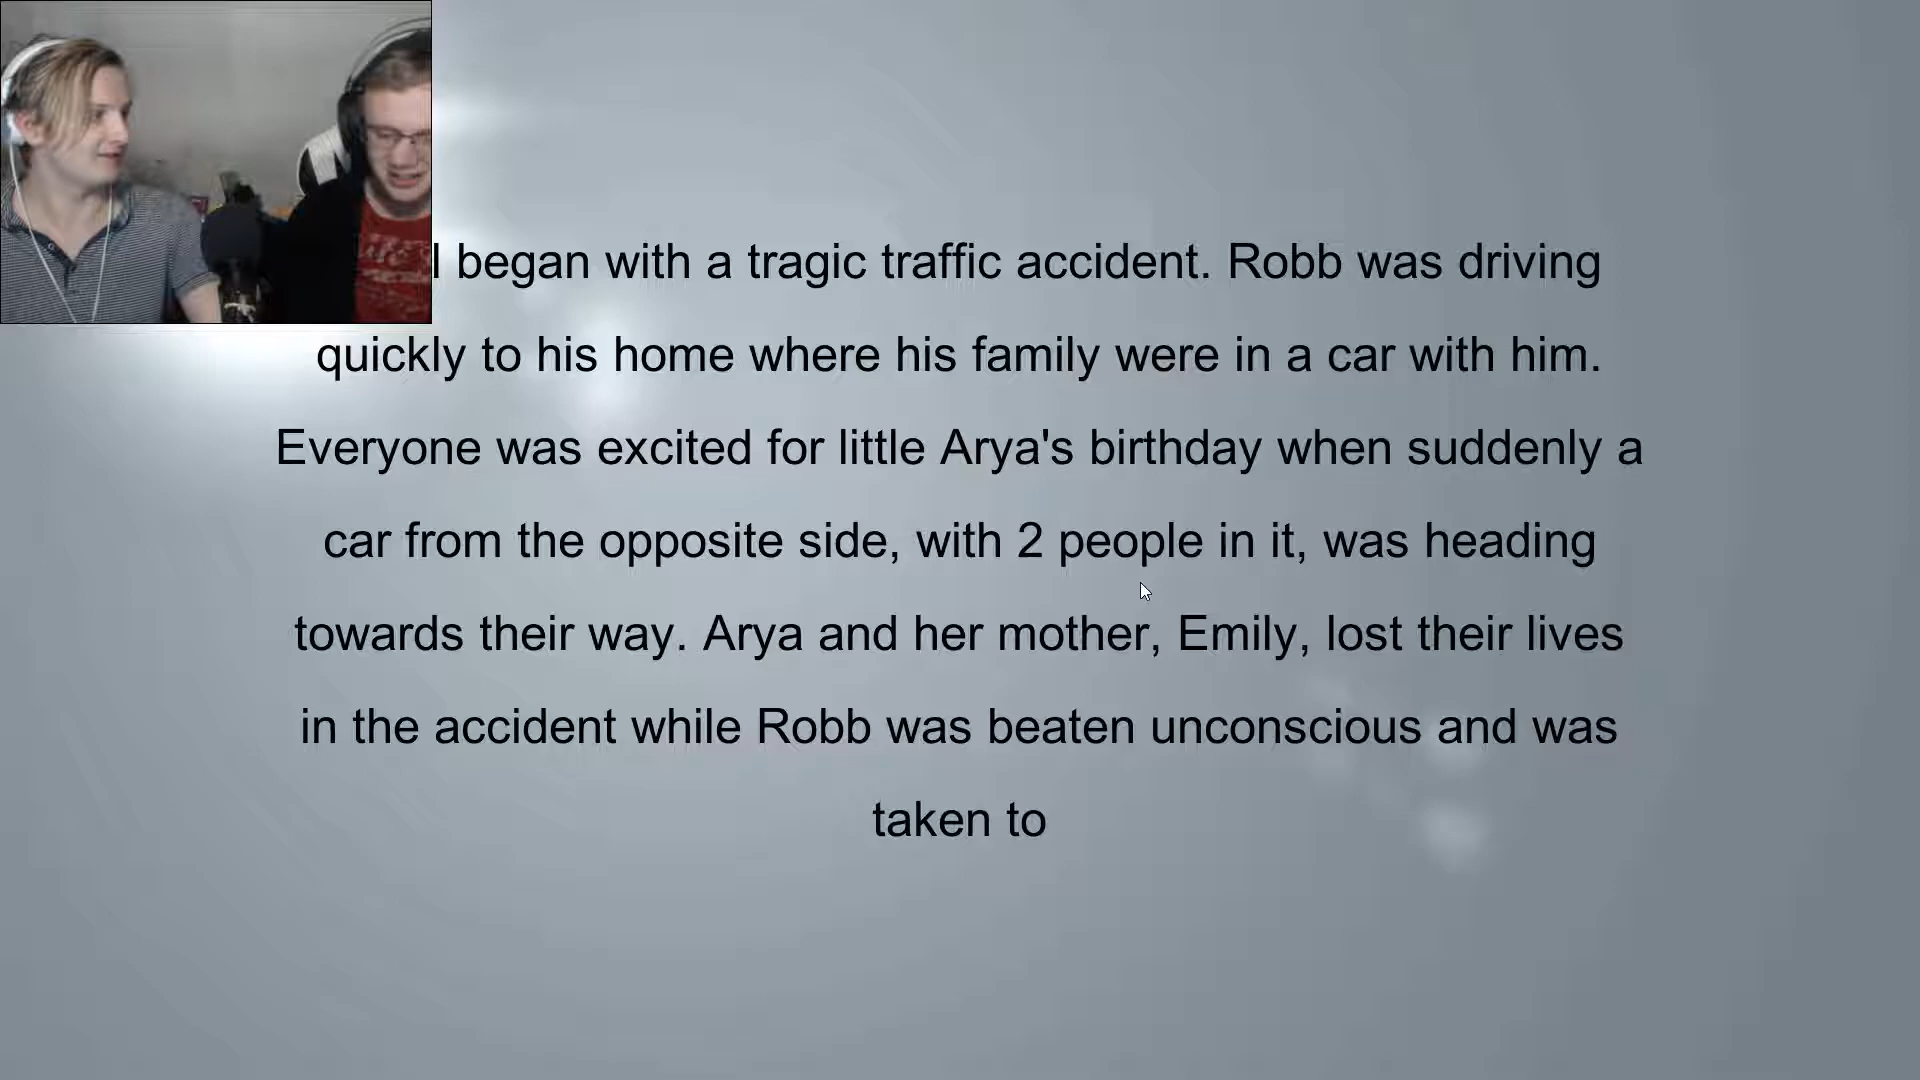 l began with a tragic traffic accident. Robb was driving
quickly to his home where his family were in a car with him.
Everyone was excited for little Arya's birthday when suddenly a
car from the opposite side, with 2 people in it, was heading
towards their way. Arya and her mother, Emily, lost their lives
in the accident while Robb was beaten unconscious and was
taken to